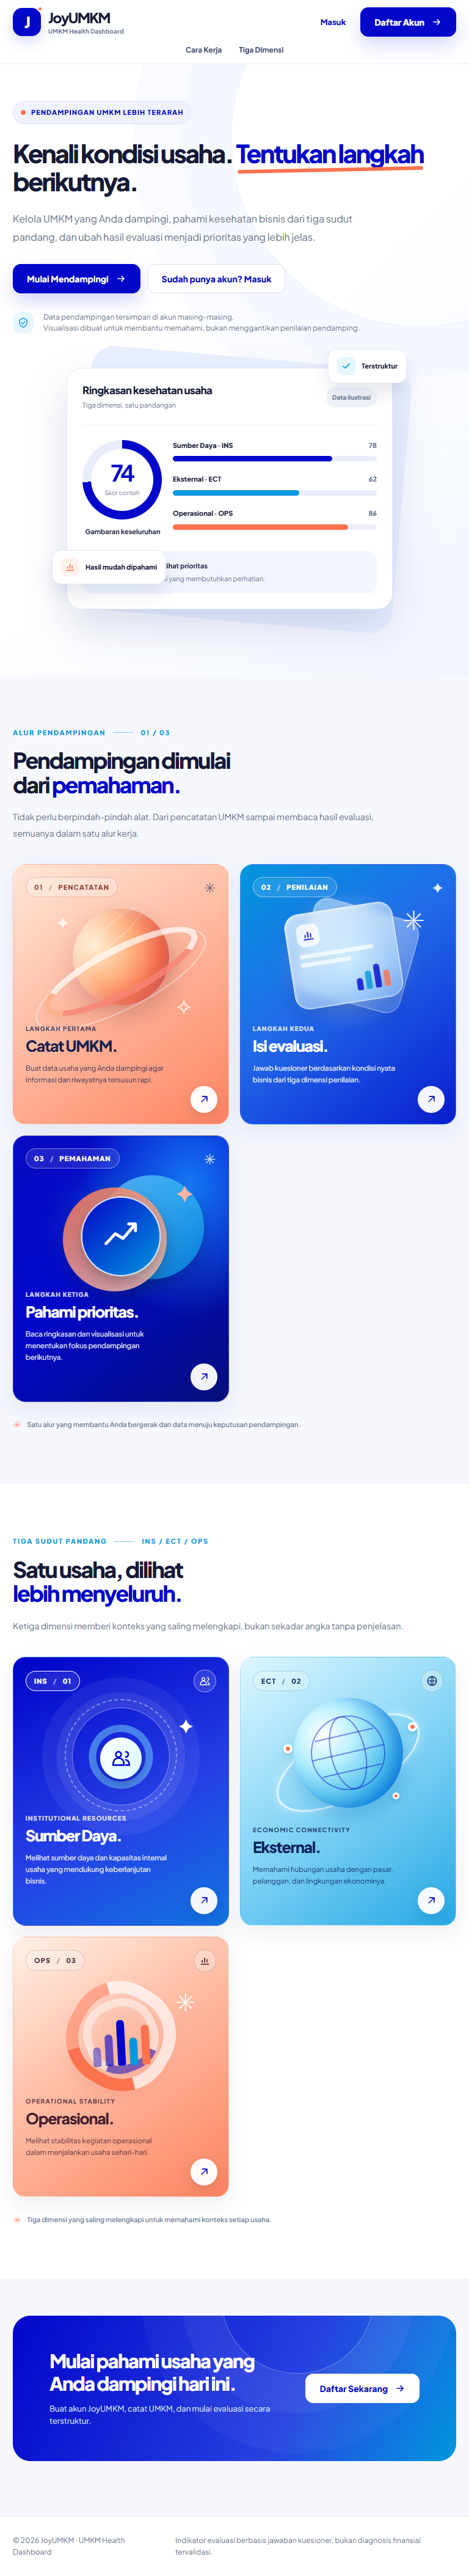 J
JoyUMKM
UMKM Health Dashboard
Masuk
Daftar Akun
Cara Kerja
Tiga Dimensi
PENDAMPINGAN UMKM LEBIH TERARAH
Kenali kondisi usaha. Tentukan langkah
berikutnya.
Kelola UMKM yang Anda dampingi, pahami kesehatan bisnis dari tiga sudut
pandang, dan ubah hasil evaluasi menjadi prioritas yang lebih jelas.
Mulai Mendampingi
Sudah punya akun? Masuk
Data pendampingan tersimpan di akun masing-masing.
Visualisasi dibuat untuk membantu memahami, bukan menggantikan penilaian pendamping.
Terstruktur
Ringkasan kesehatan usaha
Tiga dimensi, satu pandangan
Data ilustrasi
74
Skor contoh
Gambaran keseluruhan
Sumber Daya · INS
78
Eksternal · ECT
62
Operasional · OPS
86
Hasil mudah dipahami
lihat prioritas
yang membutuhkan perhatian.
ALUR PENDAMPINGAN
01 / 03
Pendampingan dimulai
dari pemahaman.
Tidak perlu berpindah-pindah alat. Dari pencatatan UMKM sampai membaca hasil evaluasi,
semuanya dalam satu alur kerja.
01 / PENCATATAN
LANGKAH PERTAMA
Catat UMKM.
Buat data usaha yang Anda dampingi agar
informasi dan riwayatnya tersusun rapi.
02 / PENILAIAN
LANGKAH KEDUA
Isi evaluasi.
Jawab kuesioner berdasarkan kondisi nyata
bisnis dari tiga dimensi penilaian.
03 / PEMAHAMAN
LANGKAH KETIGA
Pahami prioritas.
Baca ringkasan dan visualisasi untuk
menentukan fokus pendampingan
berikutnya.
Satu alur yang membantu Anda bergerak dari data menuju keputusan pendampingan.
TIGA SUDUT PANDANG
INS / ECT / OPS
Satu usaha, dilihat
lebih menyeluruh.
Ketiga dimensi memberi konteks yang saling melengkapi, bukan sekadar angka tanpa penjelasan.
INS / 01
INSTITUTIONAL RESOURCES
Sumber Daya.
Melihat sumber daya dan kapasitas internal
usaha yang mendukung keberlanjutan
bisnis.
ECT / 02
ECONOMIC CONNECTIVITY
Eksternal.
Memahami hubungan usaha dengan pasar,
pelanggan, dan lingkungan ekonominya.
OPS / 03
OPERATIONAL STABILITY
Operasional.
Melihat stabilitas kegiatan operasional
dalam menjalankan usaha sehari-hari.
Tiga dimensi yang saling melengkapi untuk memahami konteks setiap usaha.
Mulai pahami usaha yang
Anda dampingi hari ini.
Buat akun JoyUMKM, catat UMKM, dan mulai evaluasi secara
terstruktur.
Daftar Sekarang
© 2026 JoyUMKM · UMKM Health
Dashboard
Indikator evaluasi berbasis jawaban kuesioner, bukan diagnosis finansial
tervalidasi.